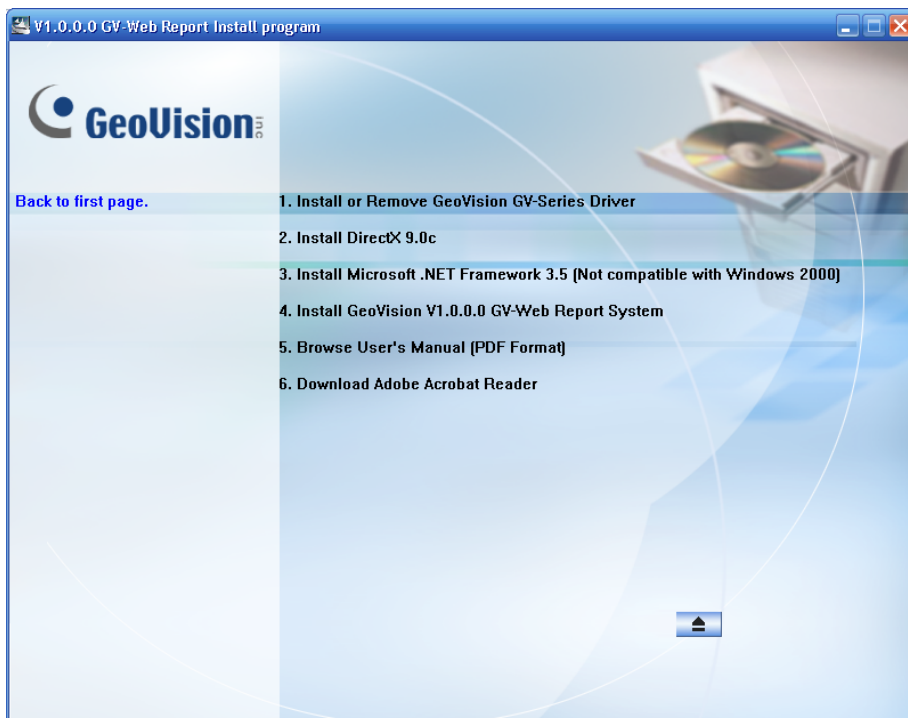 V1.0.0.0 GV-Web Report Install program
GeoVision inc
Back to first page.
1. Install or Remove GeoVision GV-Series Driver
2. Install DirectX 9.0c
3. Install Microsoft .NET Framework 3.5 (Not compatible with Windows 2000)
4. Install GeoVision V1.0.0.0 GV-Web Report System
5. Browse User's Manual (PDF Format)
6. Download Adobe Acrobat Reader